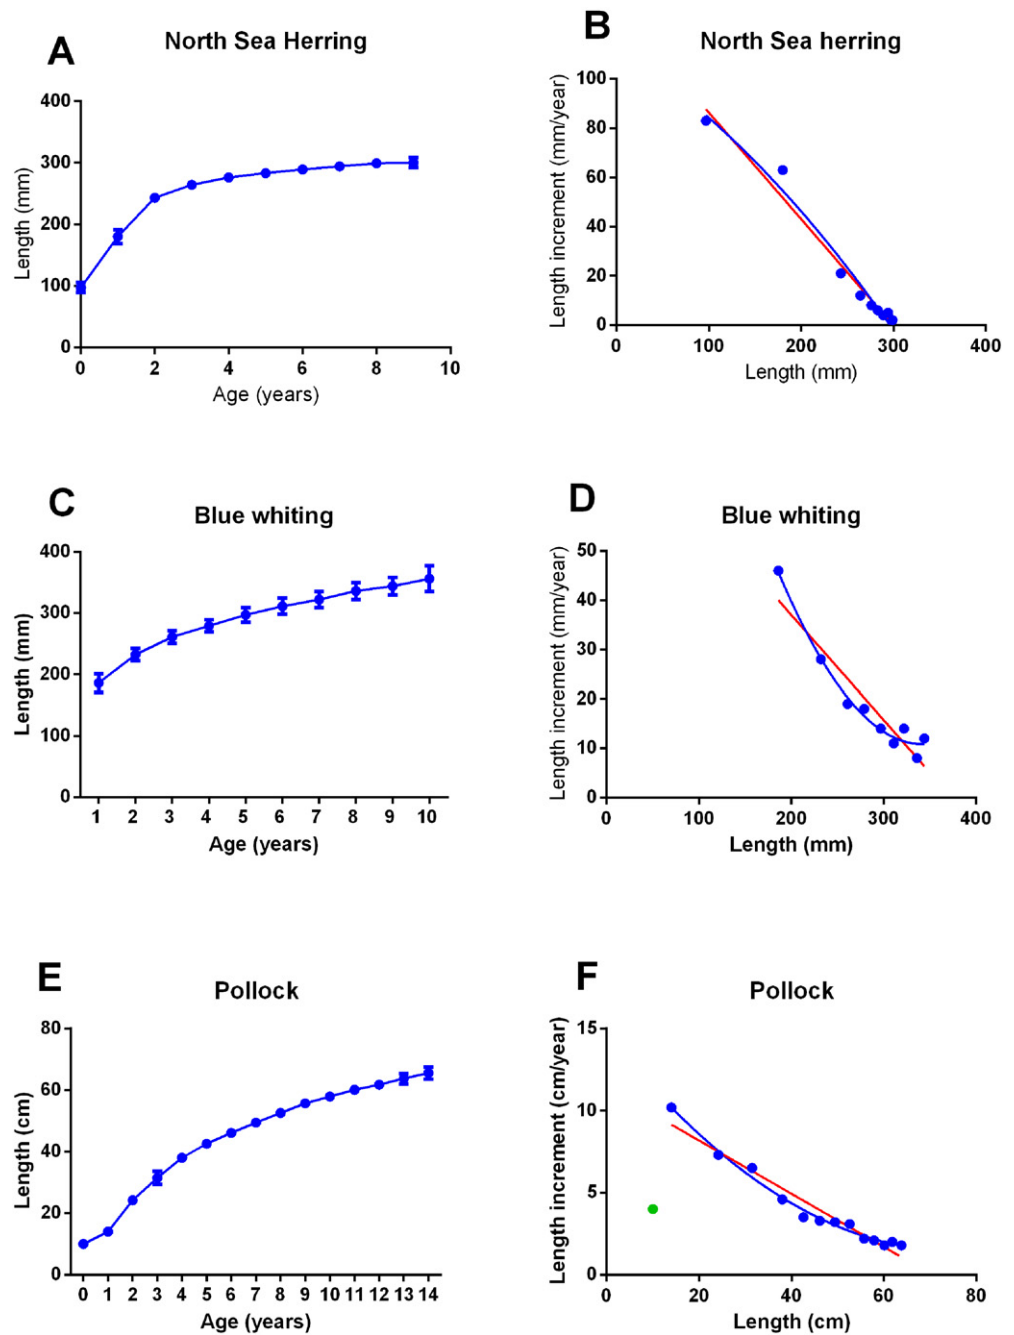 A
North Sea Herring
400
300
200
100
0
Length (mm)
0 2 4 6 8 10
Age (years)
B
North Sea herring
100
80
60
40
20
0
Length increment (mm/year)
0 100 200 300 400
Length (mm)
C
Blue whiting
400
300
200
100
0
Length (mm)
1 2 3 4 5 6 7 8 9 10
Age (years)
D
Blue whiting
50
40
30
20
10
0
Length increment (mm/year)
0 100 200 300 400
Length (mm)
E
Pollock
80
60
40
20
0
Length (cm)
0 1 2 3 4 5 6 7 8 9 10 11 12 13 14
Age (years)
F
Pollock
15
10
5
0
Length increment (cm/year)
0 20 40 60 80
Length (cm)